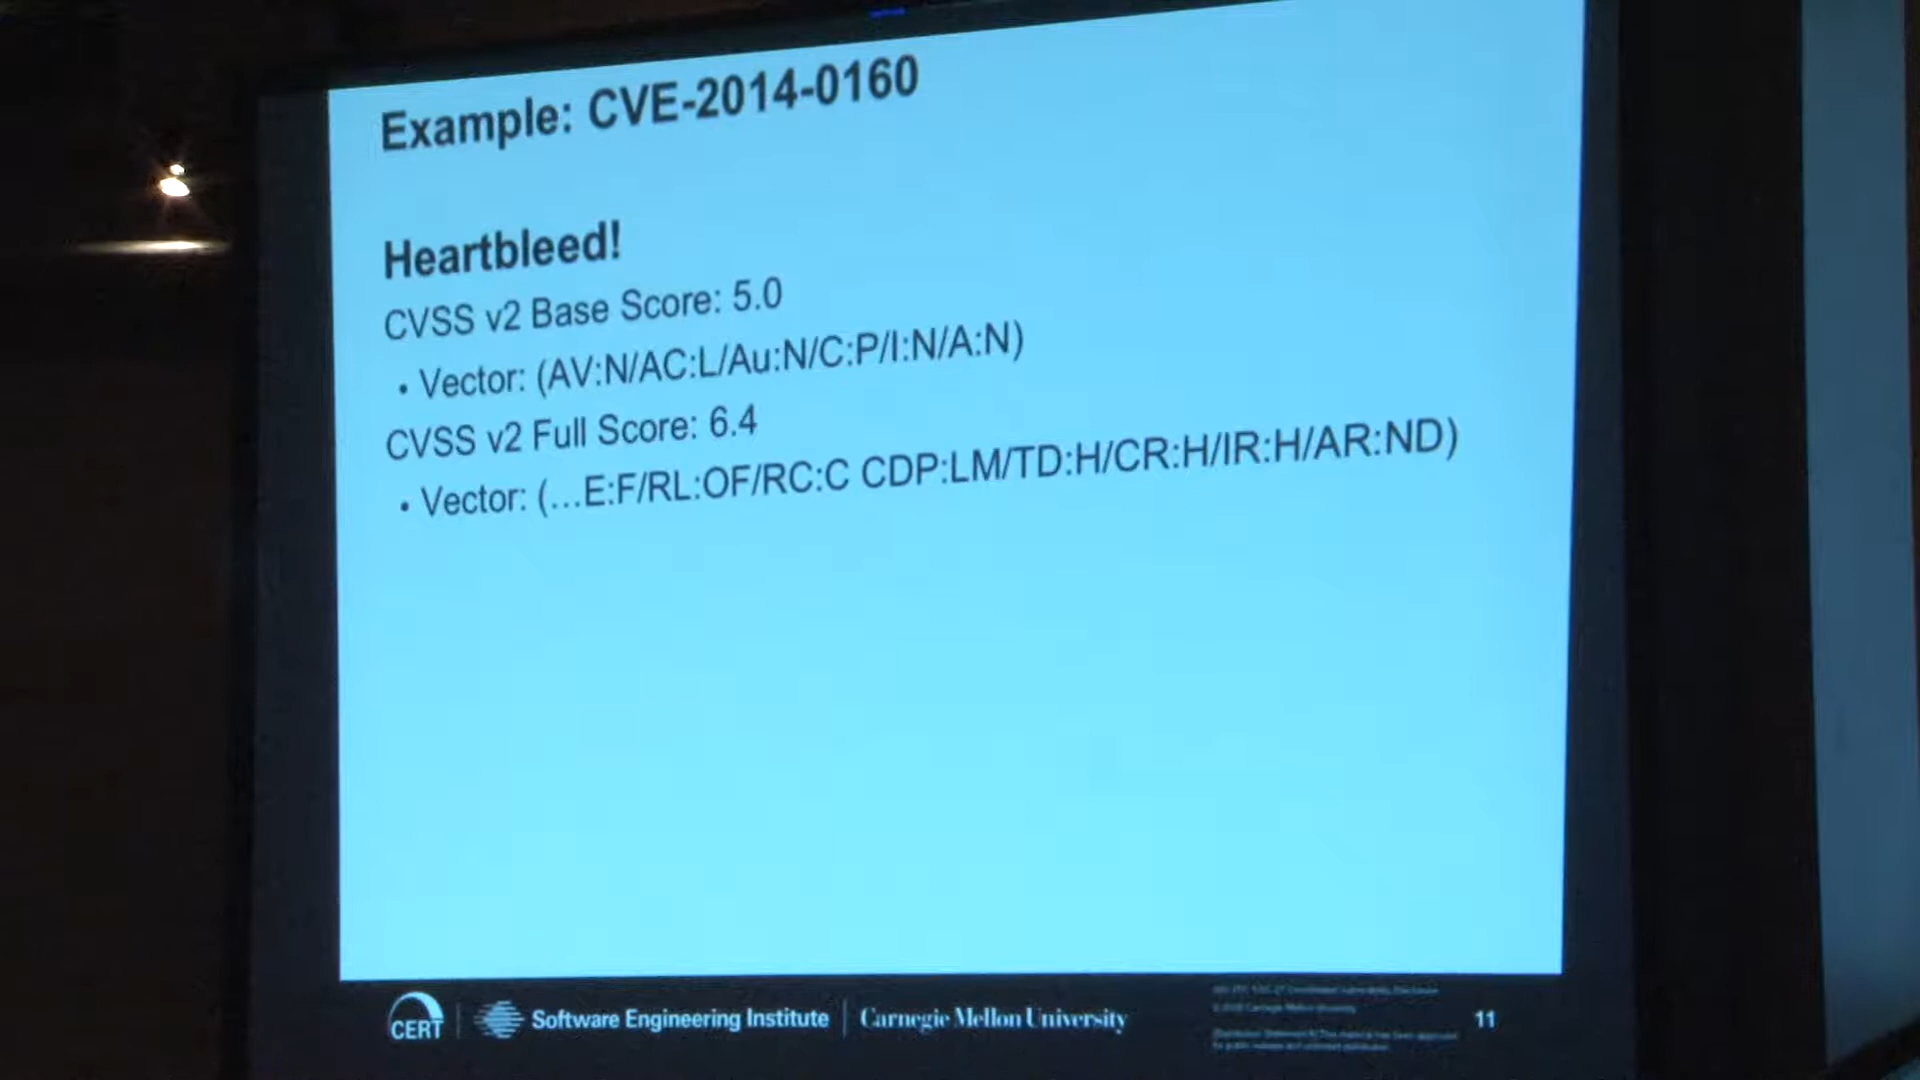 Example: CVE-2014-0160
Heartbleed!
CVSS v2 Base Score: 5.0
• Vector: (AV:N/AC:L/Au:N/C:P/I:N/A:N)
CVSS v2 Full Score: 6.4
• Vector: (...E:F/RL:OF/RC:C CDP:LM/TD:H/CR:H/IR:H/AR:ND)
CERT | Software Engineering Institute | Carnegie Mellon University
11